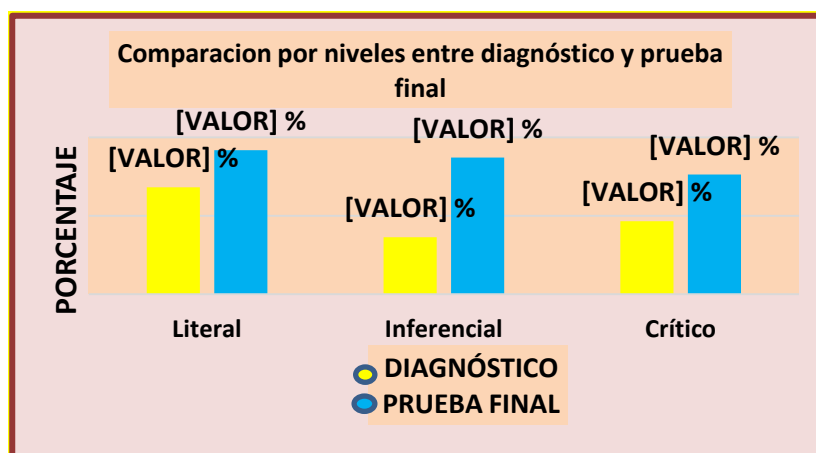 Comparacion por niveles entre diagnóstico y prueba
final
[VALOR] %
[VALOR] %
[VALOR] %
[VALOR] %
[VALOR] %
[VALOR] %
PORCENTAJE
Literal
Inferencial
Crítico
DIAGNÓSTICO
PRUEBA FINAL